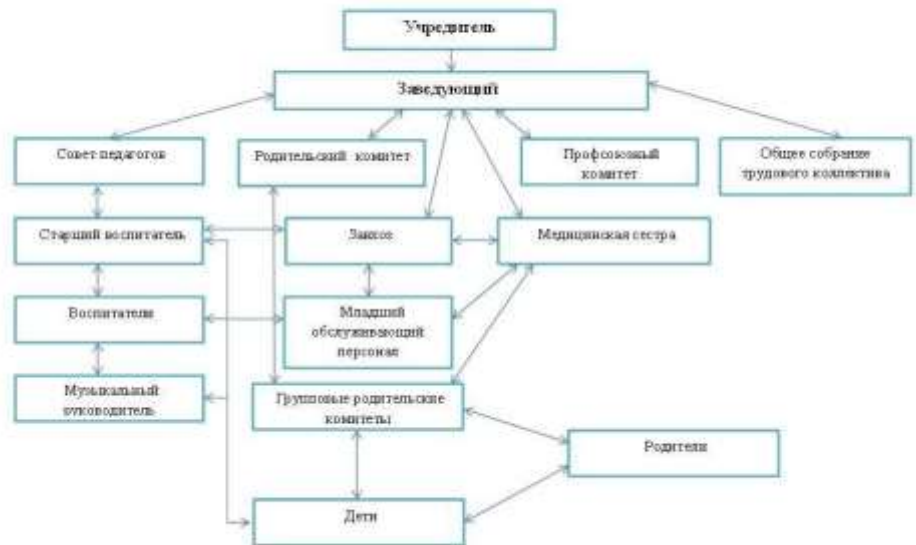 Учредитель
Заведующий
Совет педагогов
Родительский комитет
Профсоюзный
комитет
Общее собрание
трудового коллектива
Старший воспитатель
Завхоз
Медицинская сестра
Воспитатели
Младший
обслуживающий
персонал
Музыкальный
руководитель
Групповые родительские
комитеты
Родители
Дети